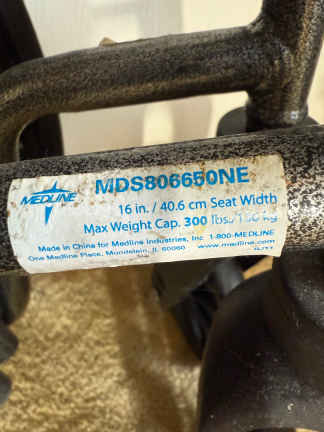 MEDLINE
MDS806650NE
16 in. / 40.6 cm Seat Width
Max Weight Cap. 300 lbs./
Made in China for Medline Industries, Inc 1-800-MEDLINE
One Medline Place, Mundelein, IL 60060 www.medline.com